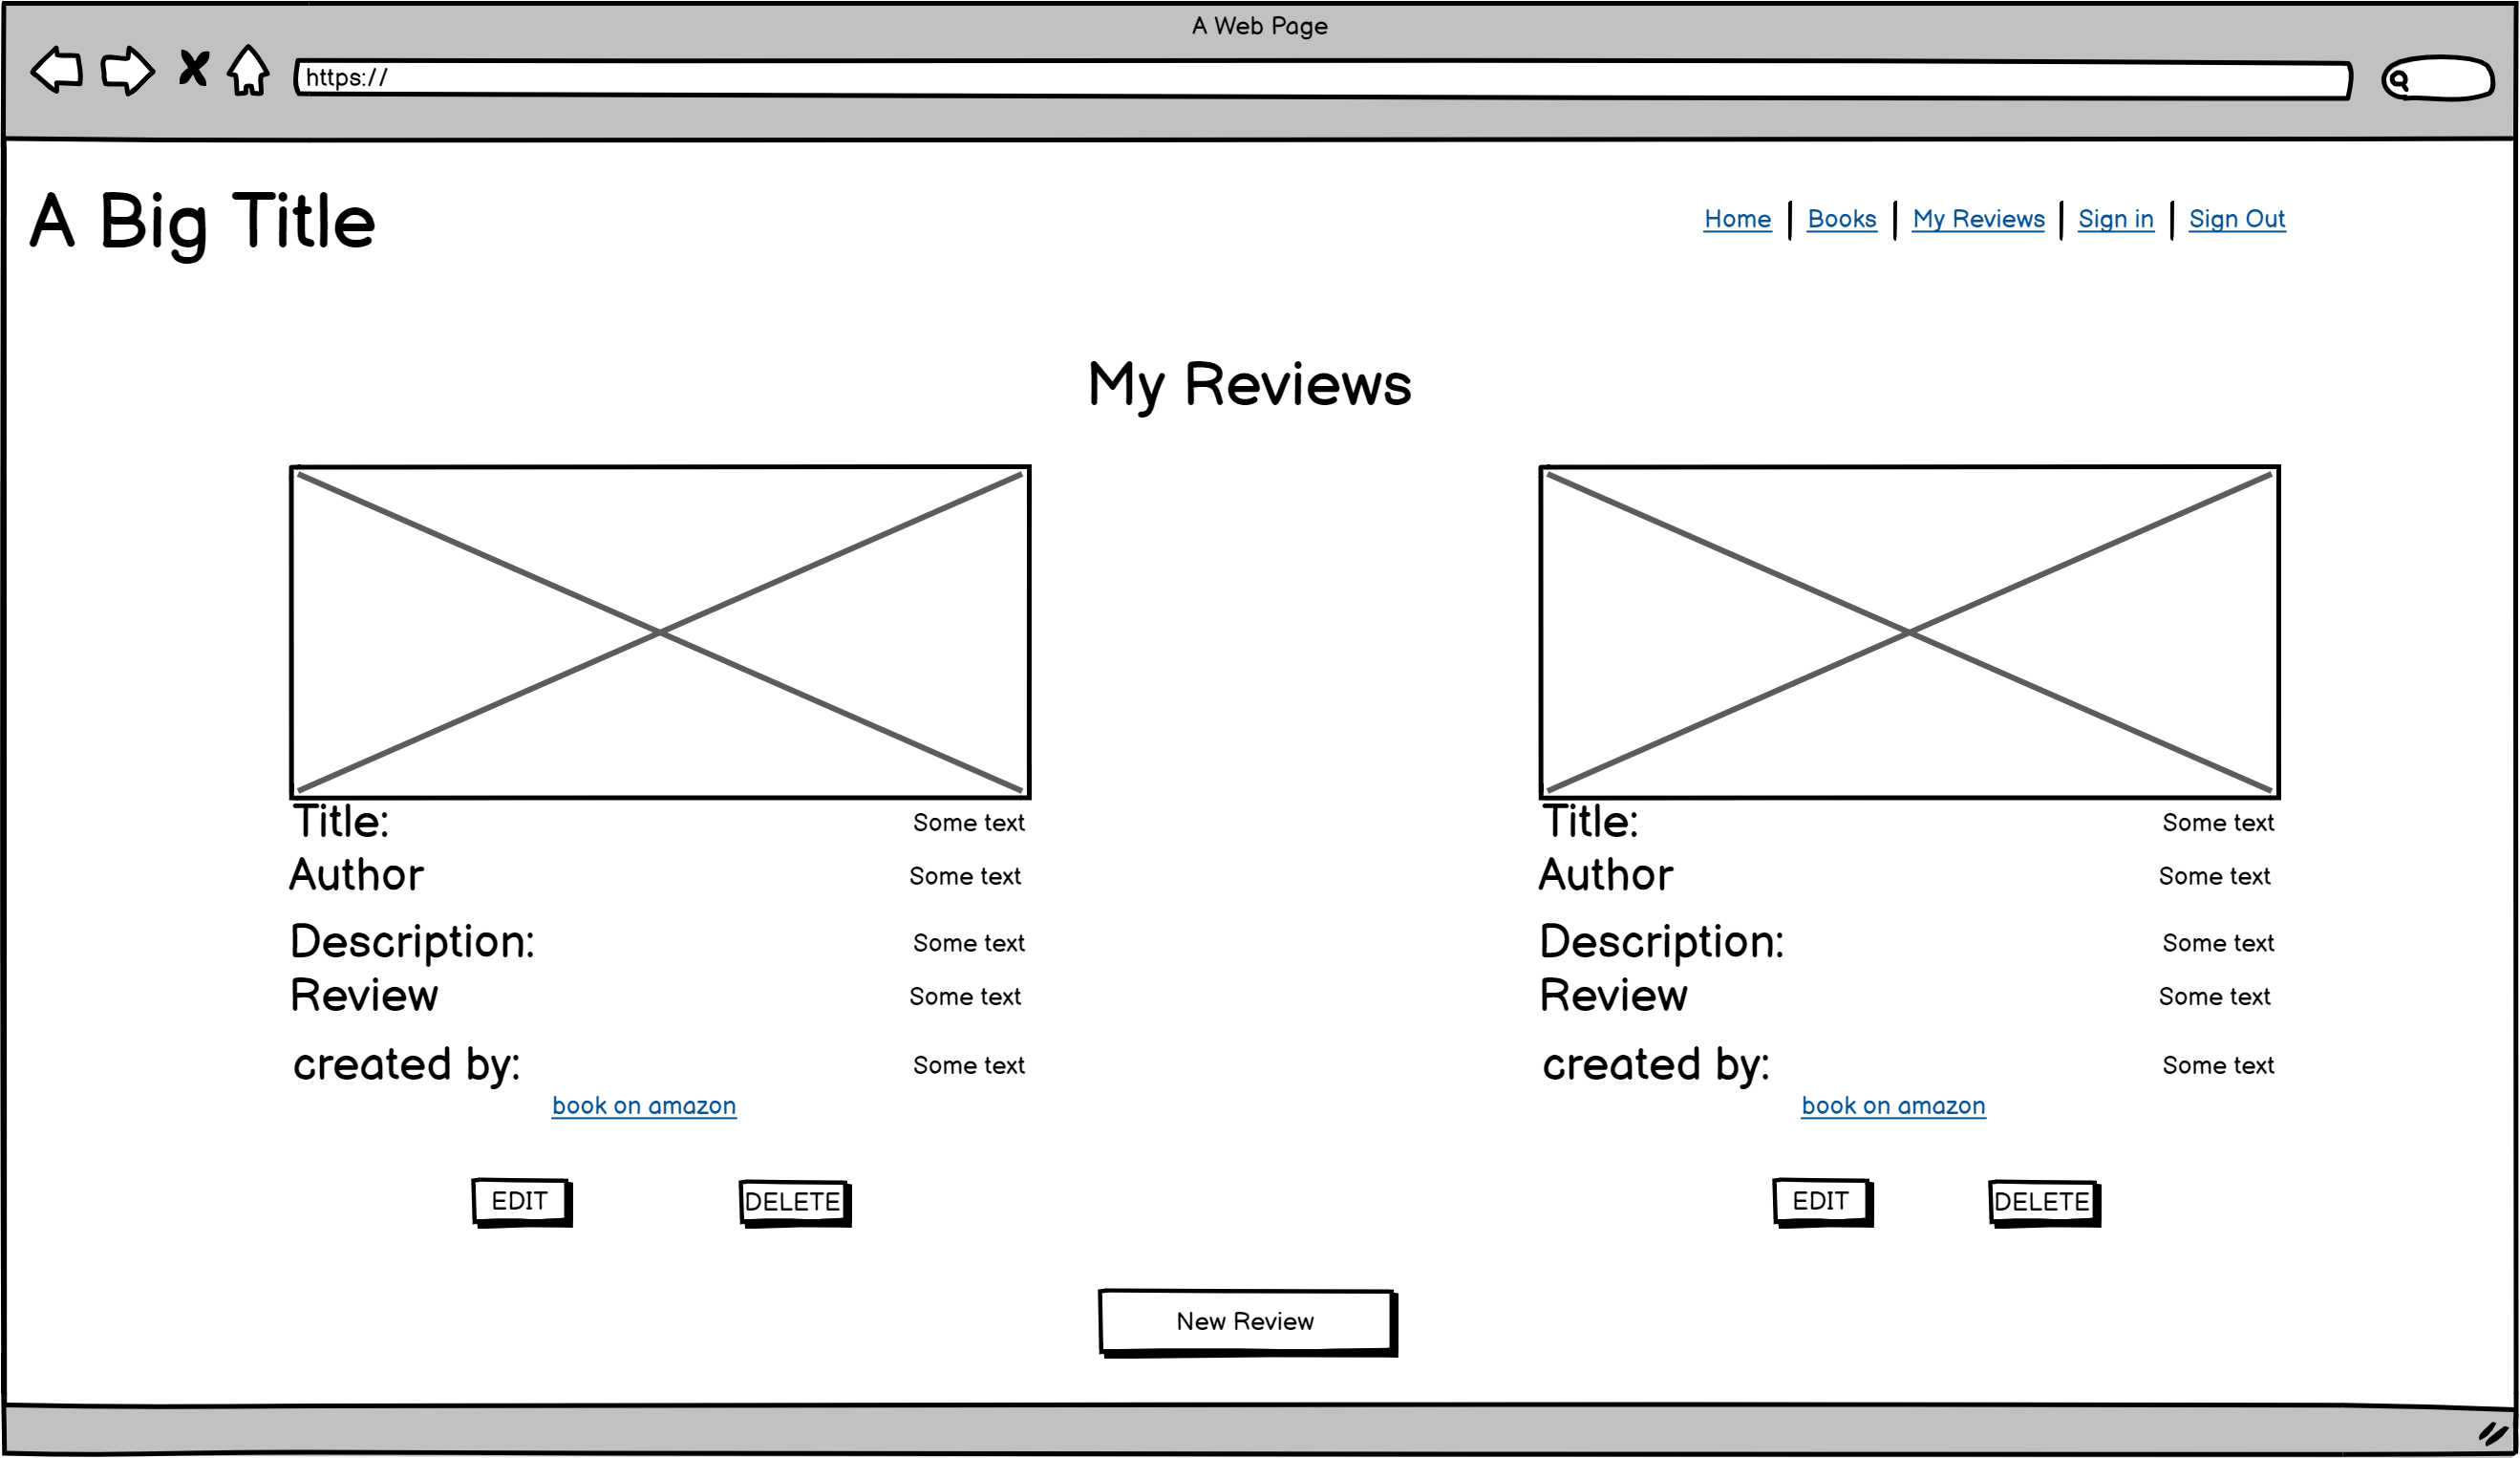 A Web Page
https://
A Big Title
Home Books My Reviews Sign in Sign Out
My Reviews
Title: Some text
Author Some text
Description: Some text
Review Some text
created by: Some text
book on amazon
EDIT DELETE
Title: Some text
Author Some text
Description: Some text
Review Some text
created by: Some text
book on amazon
EDIT DELETE
New Review